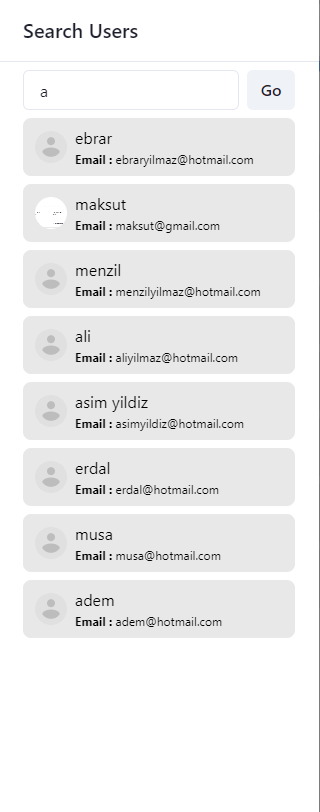 Search Users
a
Go
ebrar
Email : ebraryilmaz@hotmail.com
maksut
Email : maksut@gmail.com
menzil
Email : menzilyilmaz@hotmail.com
ali
Email : aliyilmaz@hotmail.com
asim yildiz
Email : asimyildiz@hotmail.com
erdal
Email : erdal@hotmail.com
musa
Email : musa@hotmail.com
adem
Email : adem@hotmail.com